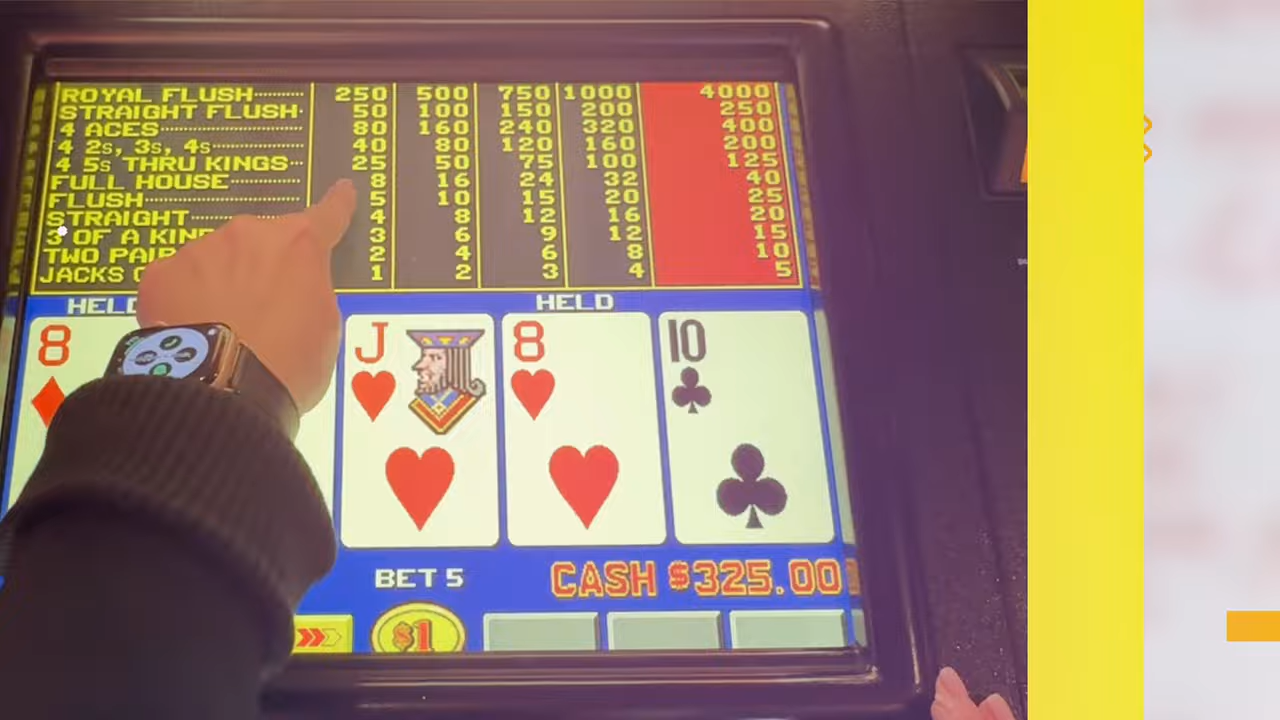 ROYAL FLUSH 250 500 750 1000 4000
STRAIGHT FLUSH 50 100 150 200 250
4 ACES 80 160 240 320 400
4 2S, 3S, 4S 40 80 120 160 200
4 5S THRU KINGS 25 50 75 100 125
FULL HOUSE 8 16 24 32 40
FLUSH 5 10 15 20 25
STRAIGHT 4 8 12 16 20
3 OF A KIND 3 6 9 12 15
TWO PAIR 2 4 6 8 10
JACKS 1 2 3 4 5
HELD HELD
8 J 8 10
BET 5 CASH $325.00
$1